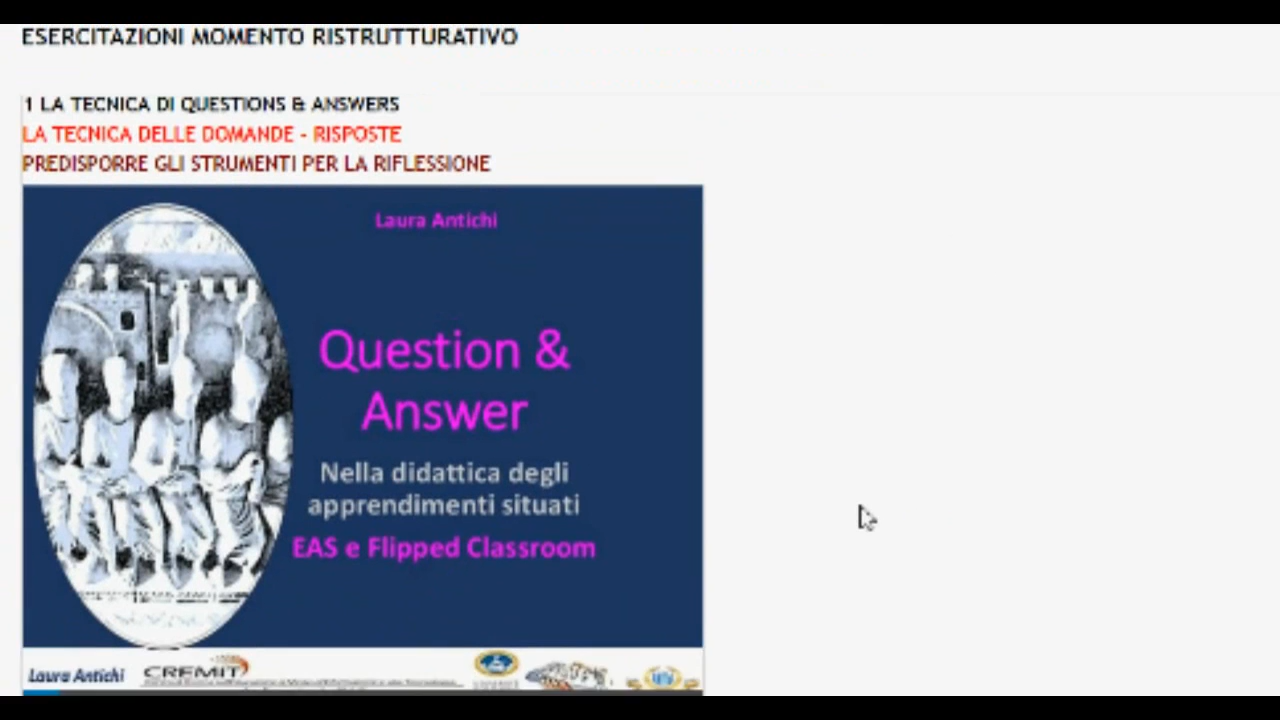 ESERCITAZIONI MOMENTO RISTRUTTURATIVO
1 LA TECNICA DI QUESTIONS & ANSWERS
LA TECNICA DELLE DOMANDE - RISPOSTE
PREDISPORRE GLI STRUMENTI PER LA RIFLESSIONE
Laura Antichi
Question &
Answer
Nella didattica degli
apprendimenti situati
EAS e Flipped Classroom
Laura Antichi
CREMIT